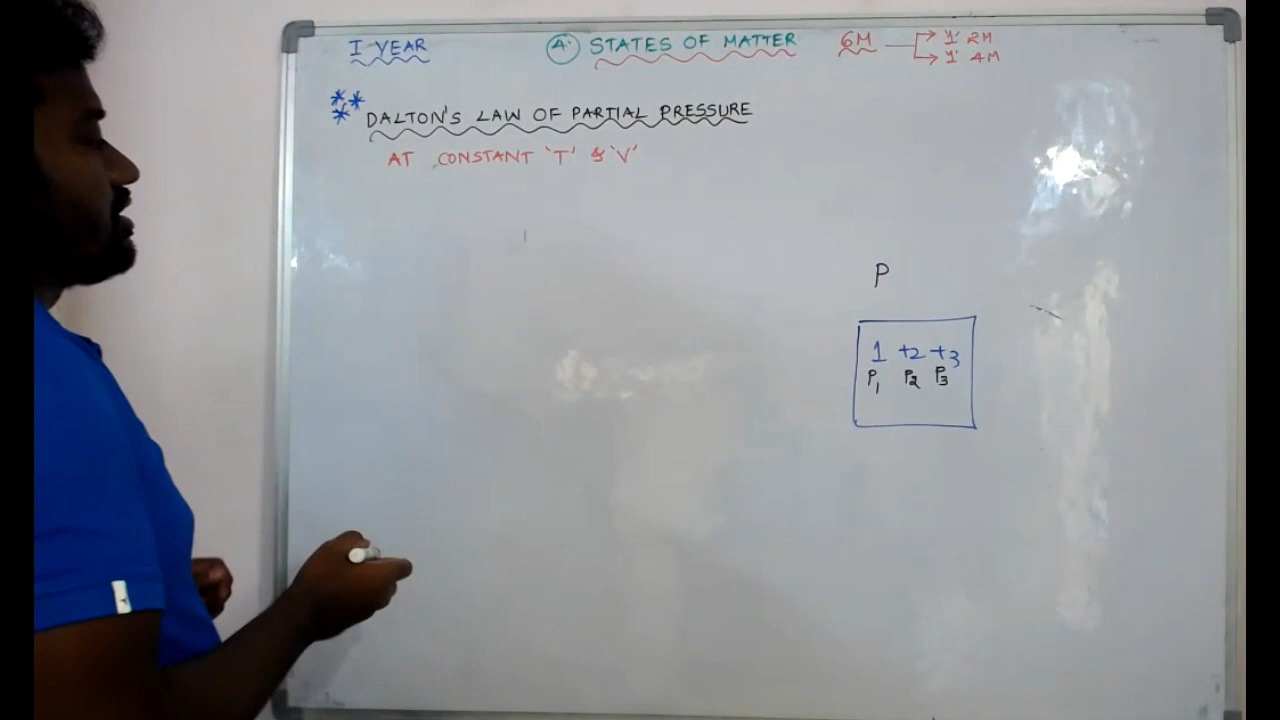 I YEAR
④ STATES OF MATTER 6M → '1' 2M
→ '1' 4M
*** DALTON'S LAW OF PARTIAL PRESSURE
AT CONSTANT 'T' & 'V'
P
1 +2 +3
P₁ P₂ P₃